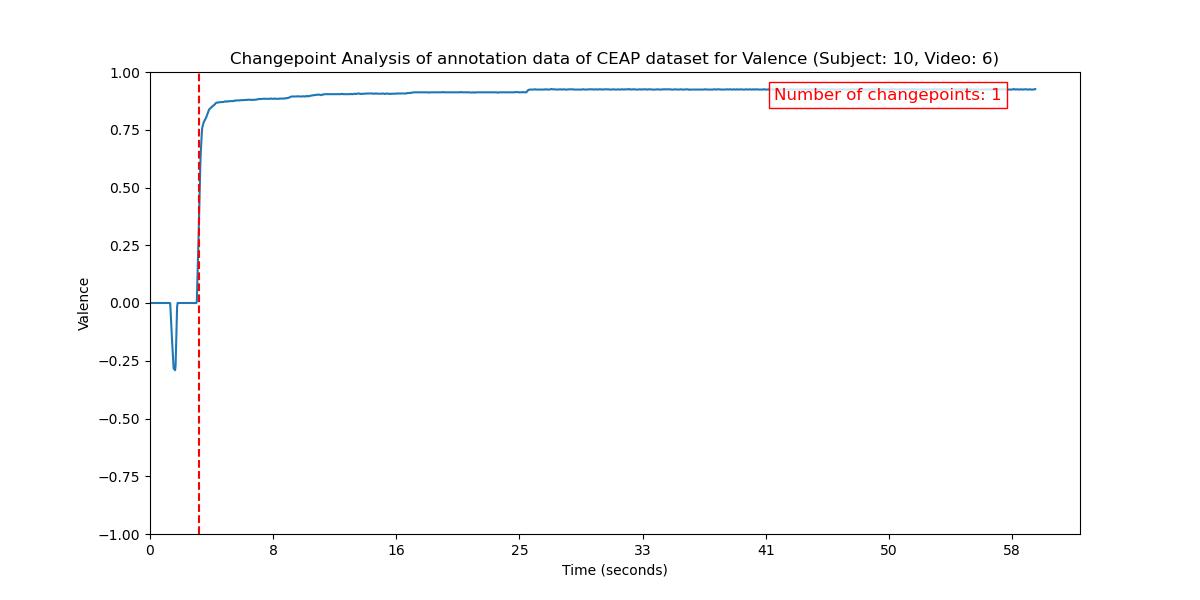 Changepoint Analysis of annotation data of CEAP dataset for Valence (Subject: 10, Video: 6)
Number of changepoints: 1
1.00
0.75
0.50
0.25
0.00
−0.25
−0.50
−0.75
−1.00
Valence
0 8 16 25 33 41 50 58
Time (seconds)